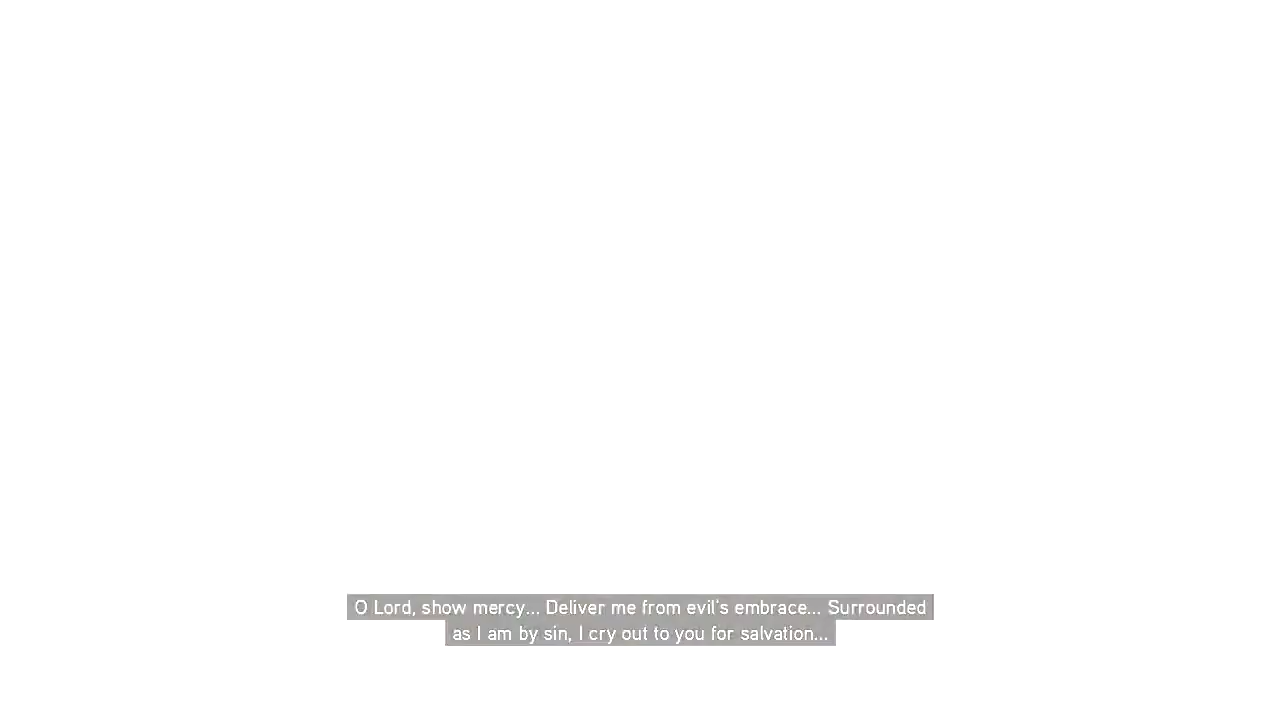 O Lord, show mercy... Deliver me from evil's embrace... Surrounded
as I am by sin, I cry out to you for salvation...